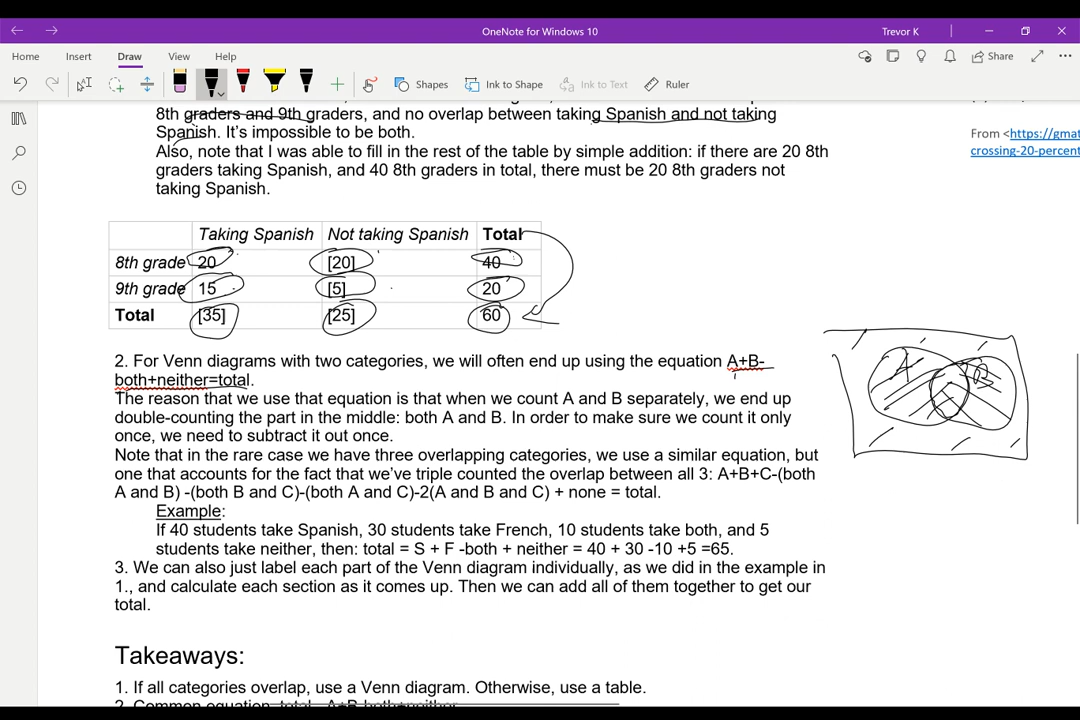 OneNote for Windows 10
Trevor K
Home Insert Draw View Help
Share
Shapes Ink to Shape Ink to Text Ruler
8th graders and 9th graders, and no overlap between taking Spanish and not taking
Spanish. It's impossible to be both.
Also, note that I was able to fill in the rest of the table by simple addition: if there are 20 8th
graders taking Spanish, and 40 8th graders in total, there must be 20 8th graders not
taking Spanish.
From <https://gmat
crossing-20-percent
Taking Spanish Not taking Spanish Total
8th grade 20 [20] 40
9th grade 15 [5] 20
Total [35] [25] 60
2. For Venn diagrams with two categories, we will often end up using the equation A+B-
both+neither=total.
The reason that we use that equation is that when we count A and B separately, we end up
double-counting the part in the middle: both A and B. In order to make sure we count it only
once, we need to subtract it out once.
Note that in the rare case we have three overlapping categories, we use a similar equation, but
one that accounts for the fact that we've triple counted the overlap between all 3: A+B+C-(both
A and B) -(both B and C)-(both A and C)-2(A and B and C) + none = total.
A B
Example:
If 40 students take Spanish, 30 students take French, 10 students take both, and 5
students take neither, then: total = S + F -both + neither = 40 + 30 -10 +5 =65.
3. We can also just label each part of the Venn diagram individually, as we did in the example in
1., and calculate each section as it comes up. Then we can add all of them together to get our
total.
Takeaways:
1. If all categories overlap, use a Venn diagram. Otherwise, use a table.
2. Common equation, total